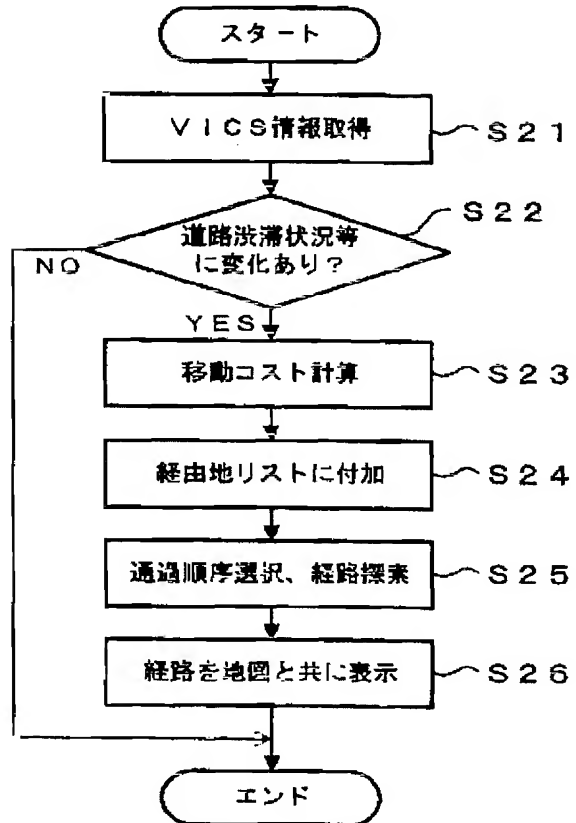 スタート
ＶＩＣＳ情報取得
Ｓ２１
Ｓ２２
道路渋滞状況等
に変化あり？
ＮＯ
ＹＥＳ
移動コスト計算
Ｓ２３
経由地リストに付加
Ｓ２４
通過順序選択、経路探索
Ｓ２５
経路を地図と共に表示
Ｓ２６
エンド